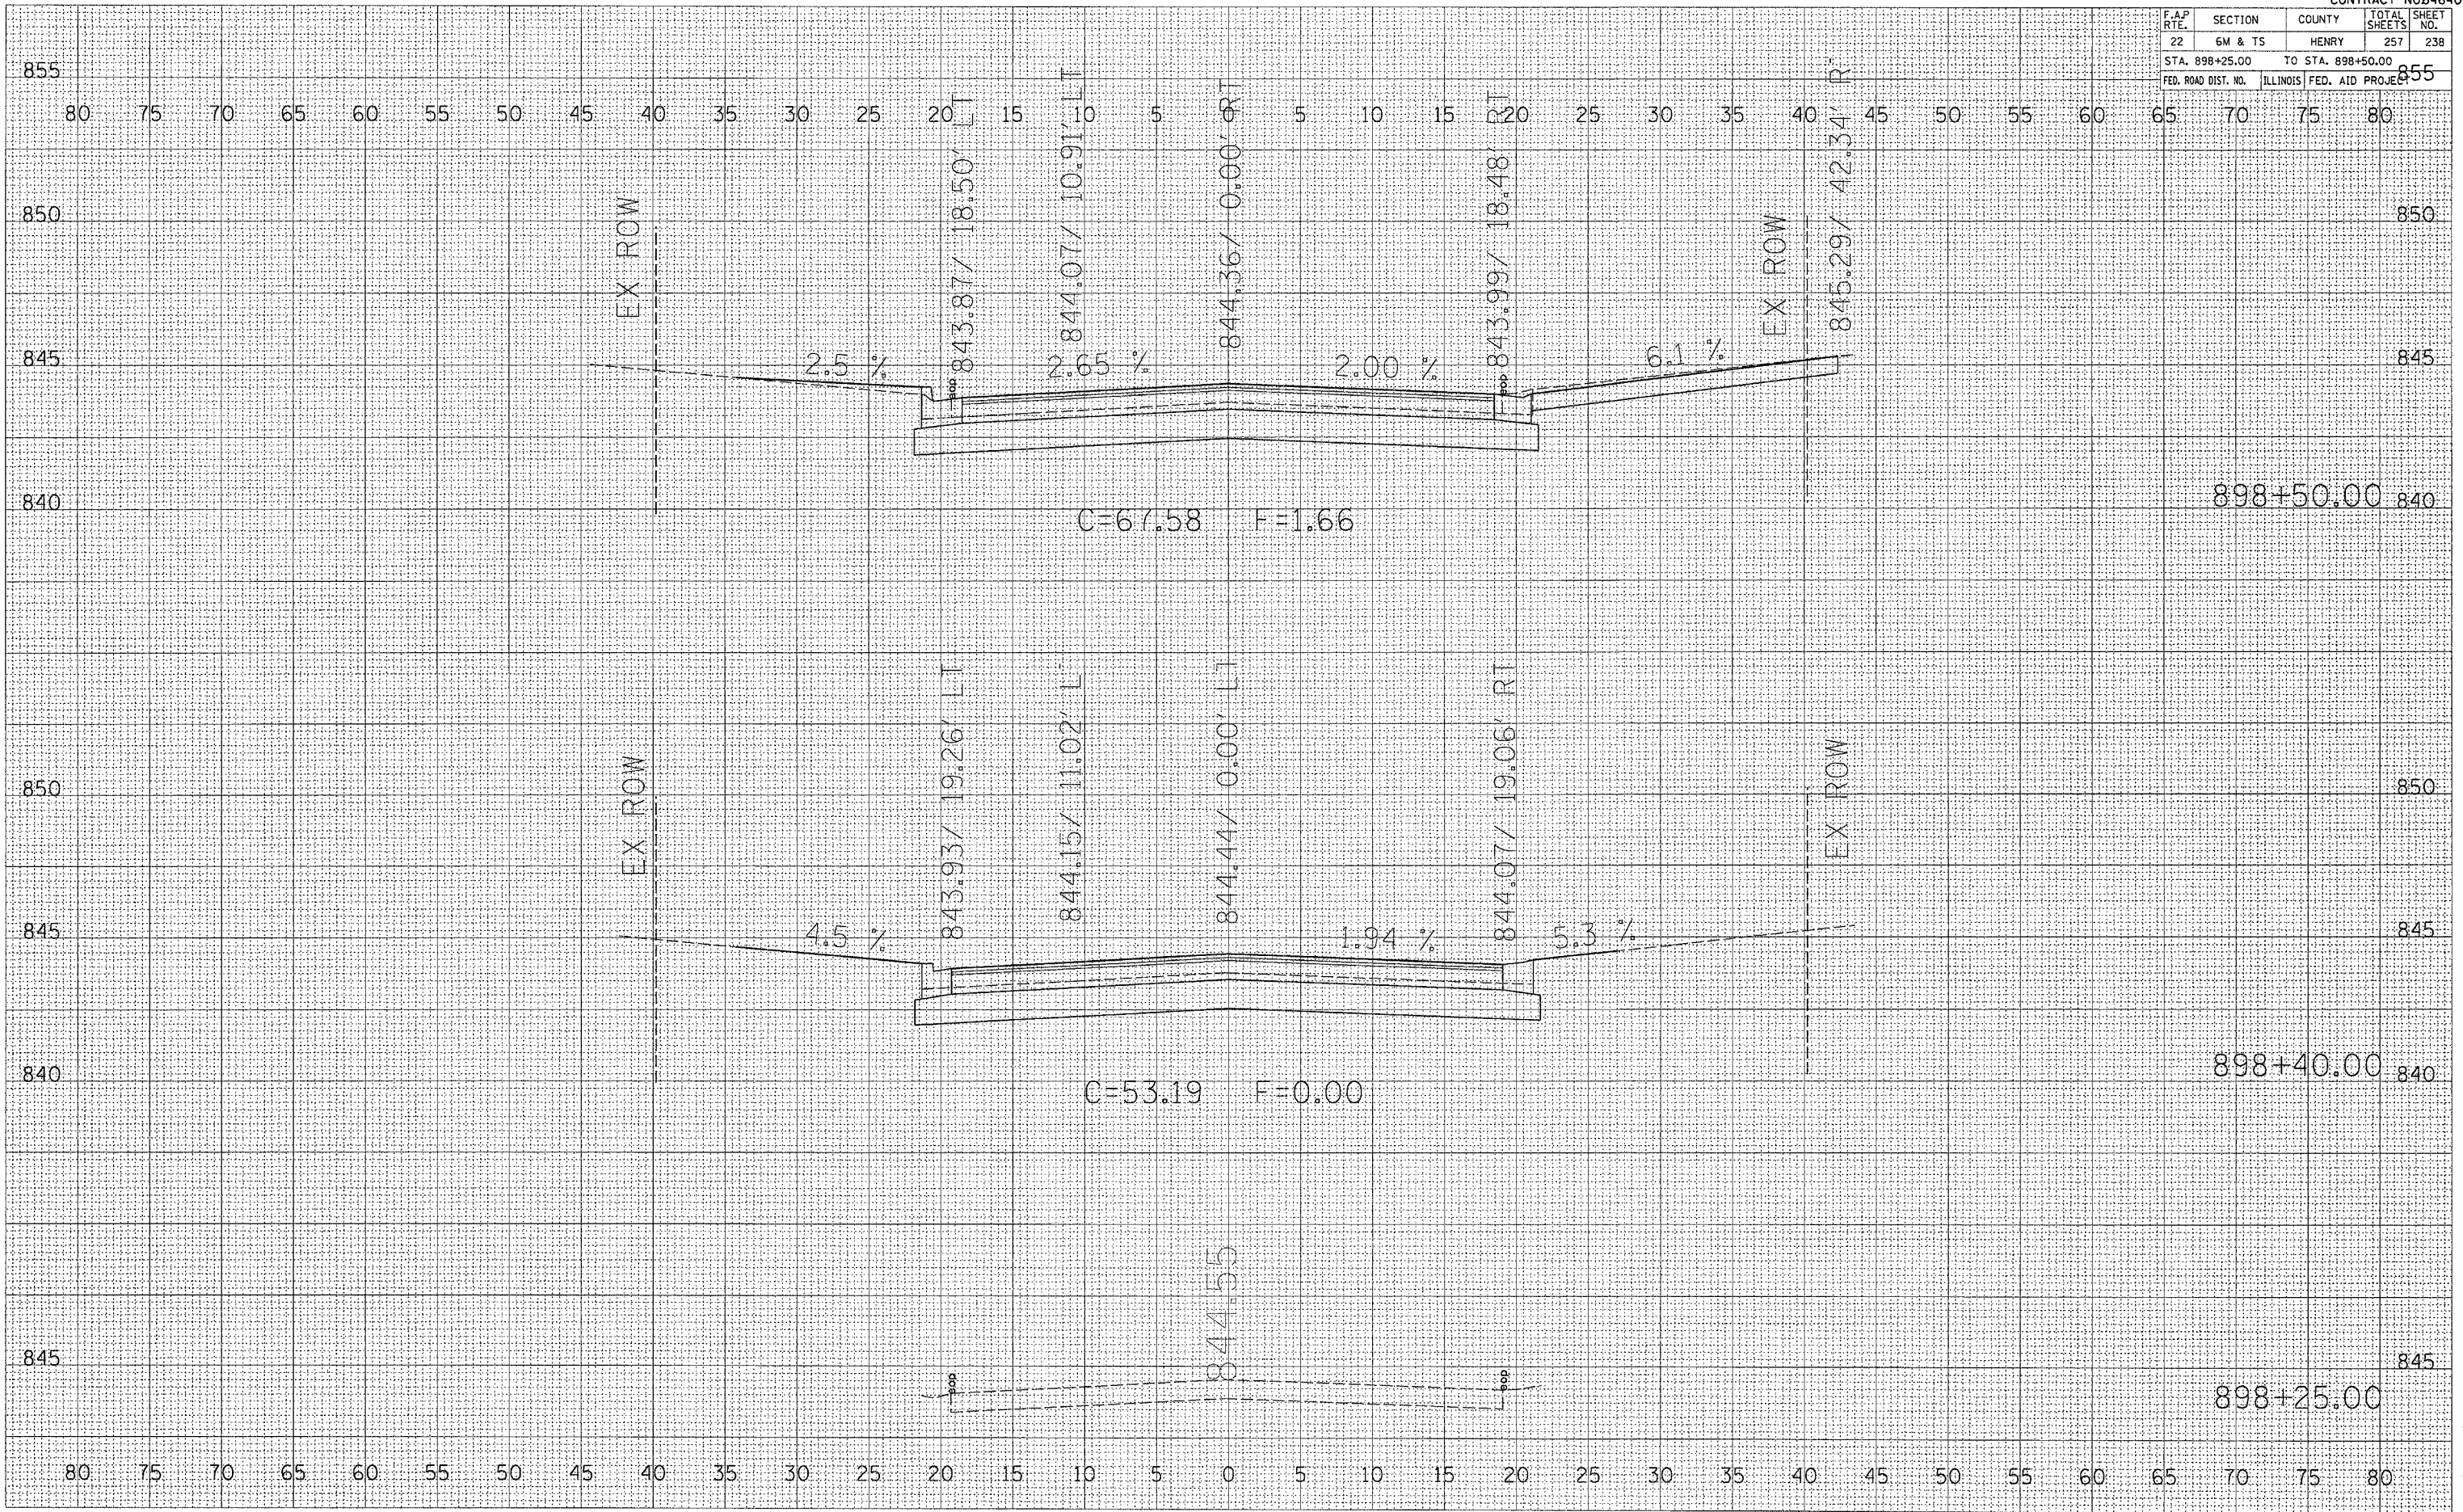 F.A.P RTE. SECTION COUNTY TOTAL SHEETS SHEET NO.
22 6M & TS HENRY 257 238
STA. 898+25.00 TO STA. 898+50.00
FED. ROAD DIST. NO. ILLINOIS FED. AID PROJECT
855 855
80 75 70 65 60 55 50 45 40 35 30 25 20 15 10 5 0 5 10 15 20 25 30 35 40 45 50 55 60 65 70 75 80
EX ROW
843.87/ 18.50' LT
844.07/ 10.91' LT
844.36/ 0.00' RT
843.99/ 18.48' RT
EX ROW
845.29/ 42.34' R
850 850
845 2.5 % eop 2.65 % 2.00 % eop 6.1 % 845
840 898+50.00 840
C=67.58 F=1.66
EX ROW
843.93/ 19.26' LT
844.15/ 11.02' L
844.44/ 0.00' LT
844.07/ 19.06' RT
EX ROW
850 850
845 4.5 % 1.94 % 5.3 % 845
840 898+40.00 840
C=53.19 F=0.00
844.55
845 845
eop eop
898+25.00
80 75 70 65 60 55 50 45 40 35 30 25 20 15 10 5 0 5 10 15 20 25 30 35 40 45 50 55 60 65 70 75 80